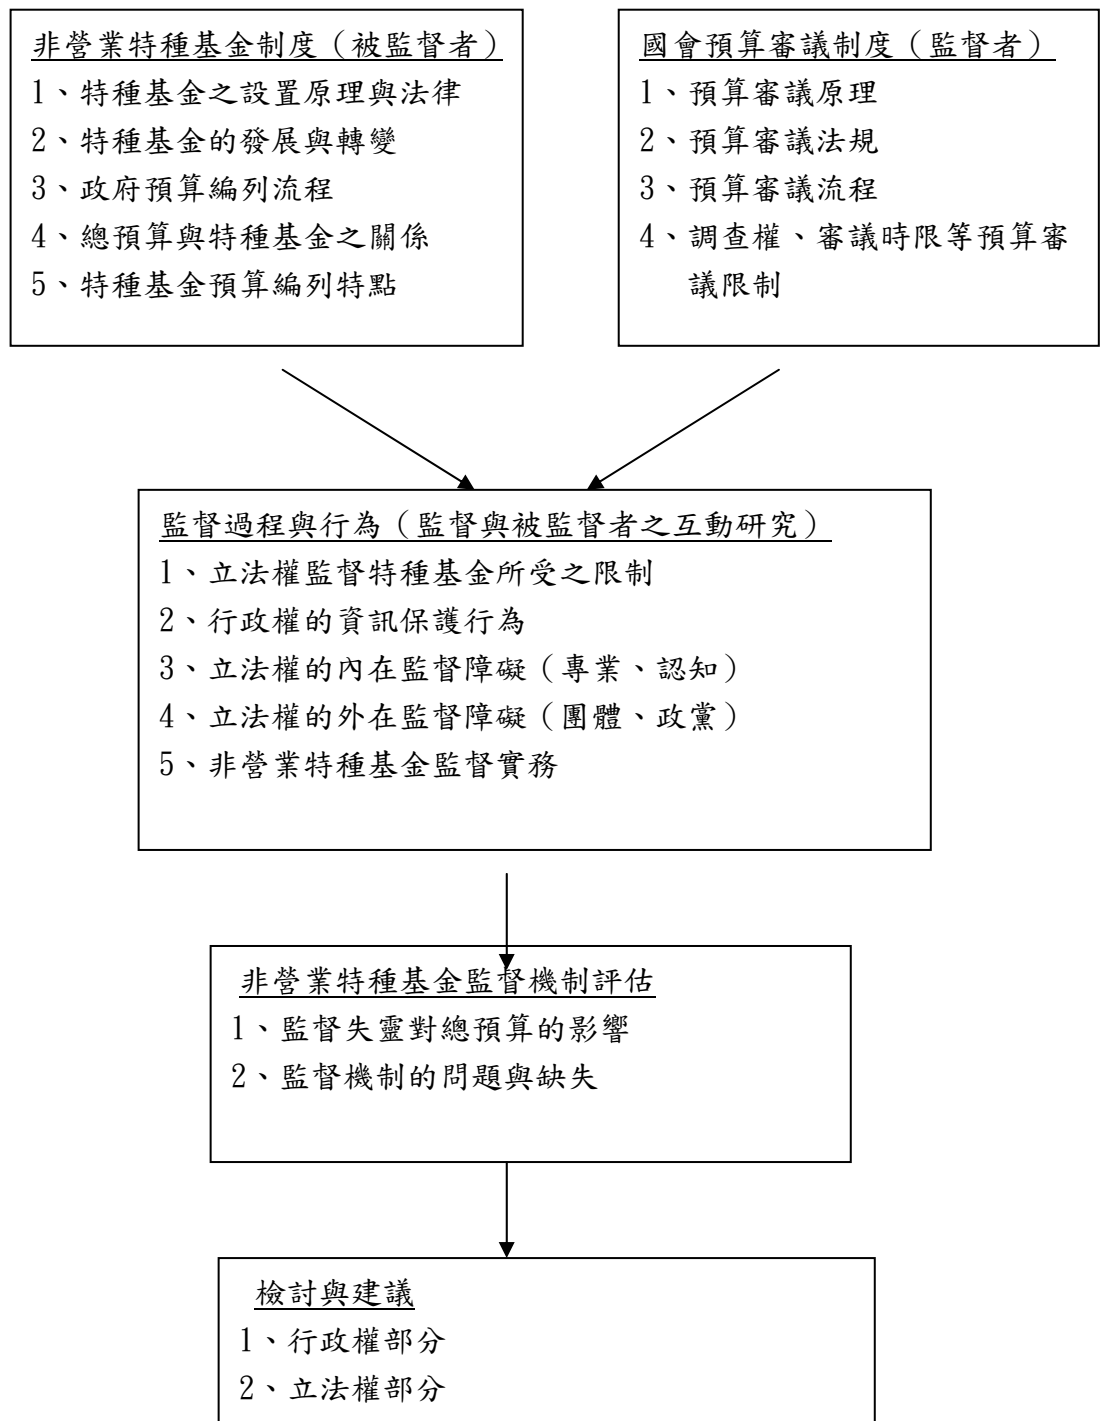 非營業特種基金制度（被監督者）
1、特種基金之設置原理與法律
2、特種基金的發展與轉變
3、政府預算編列流程
4、總預算與特種基金之關係
5、特種基金預算編列特點
國會預算審議制度（監督者）
1、預算審議原理
2、預算審議法規
3、預算審議流程
4、調查權、審議時限等預算審
議限制
監督過程與行為（監督與被監督者之互動研究）
1、立法權監督特種基金所受之限制
2、行政權的資訊保護行為
3、立法權的內在監督障礙（專業、認知）
4、立法權的外在監督障礙（團體、政黨）
5、非營業特種基金監督實務
非營業特種基金監督機制評估
1、監督失靈對總預算的影響
2、監督機制的問題與缺失
檢討與建議
1、行政權部分
2、立法權部分